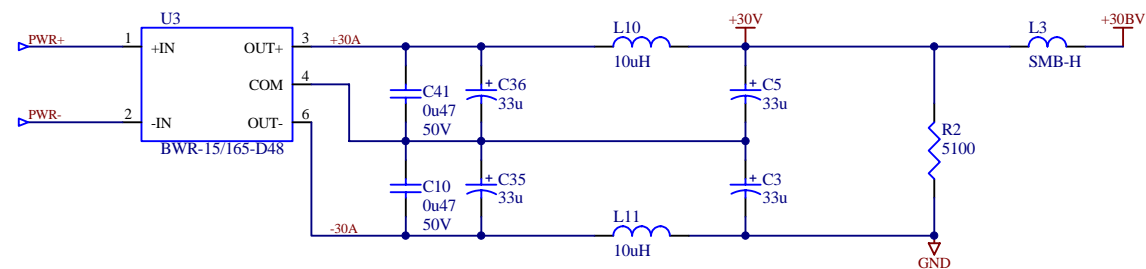 U3
PWR+
1
+IN
OUT+
3
+30A
COM
4
PWR-
2
-IN
OUT-
6
BWR-15/165-D48
C41
0u47
50V
+
C36
33u
C10
0u47
50V
+
C35
33u
-30A
L10
10uH
L11
10uH
+30V
+
C5
33u
+
C3
33u
R2
5100
GND
L3
SMB-H
+30BV